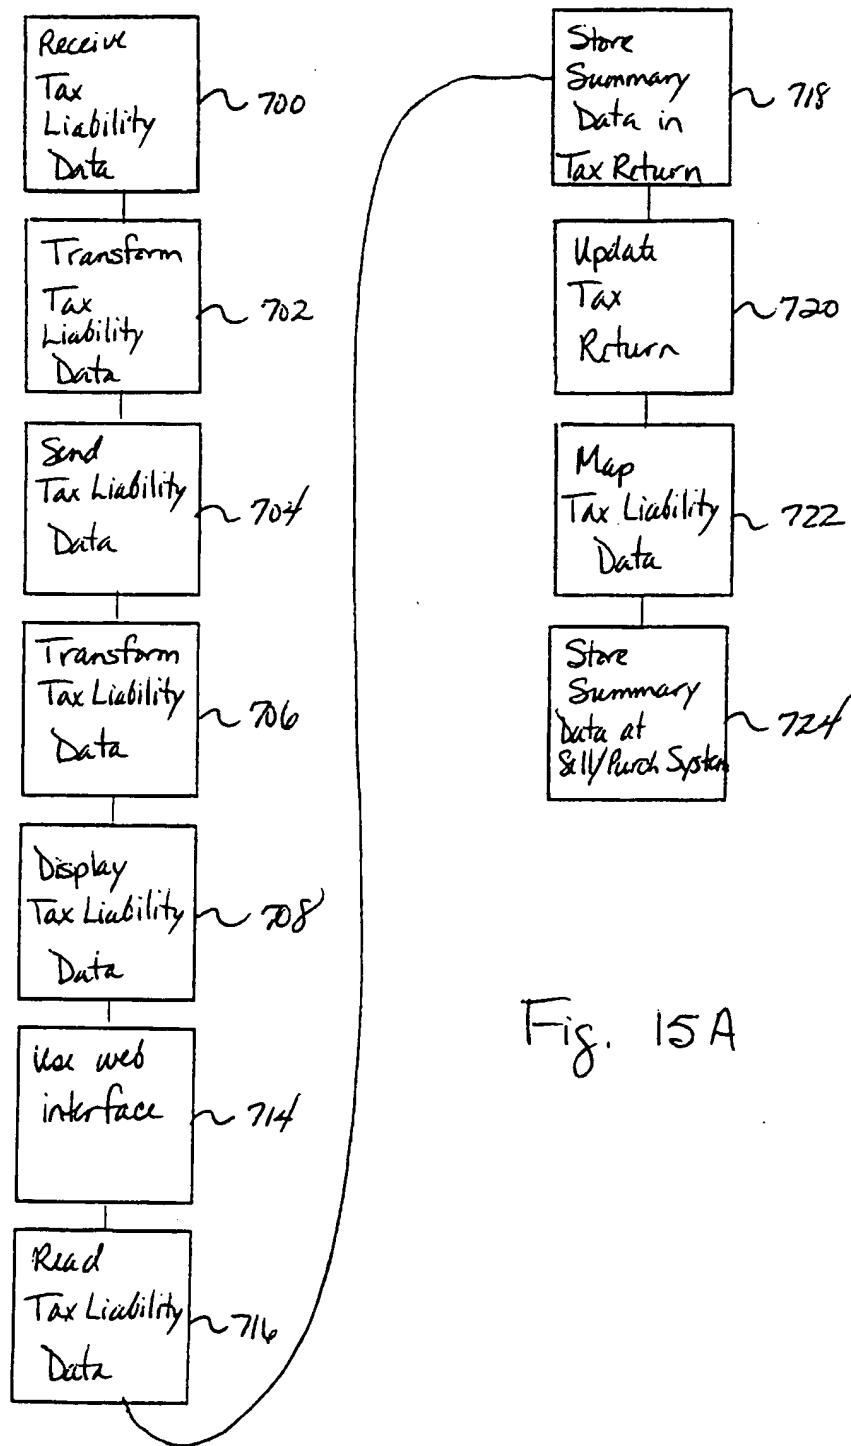 Receive
Tax
Liability
Data
700
Transform
Tax
Liability
Data
702
Send
Tax Liability
Data
704
Transform
Tax Liability
Data
706
Display
Tax Liability
Data
708
Use web
interface
714
Read
Tax Liability
Data
716
Store
Summary
Data in
Tax Return
718
Update
Tax
Return
720
Map
Tax Liability
Data
722
Store
Summary
Data at
Sell/Purch System
724
Fig. 15A